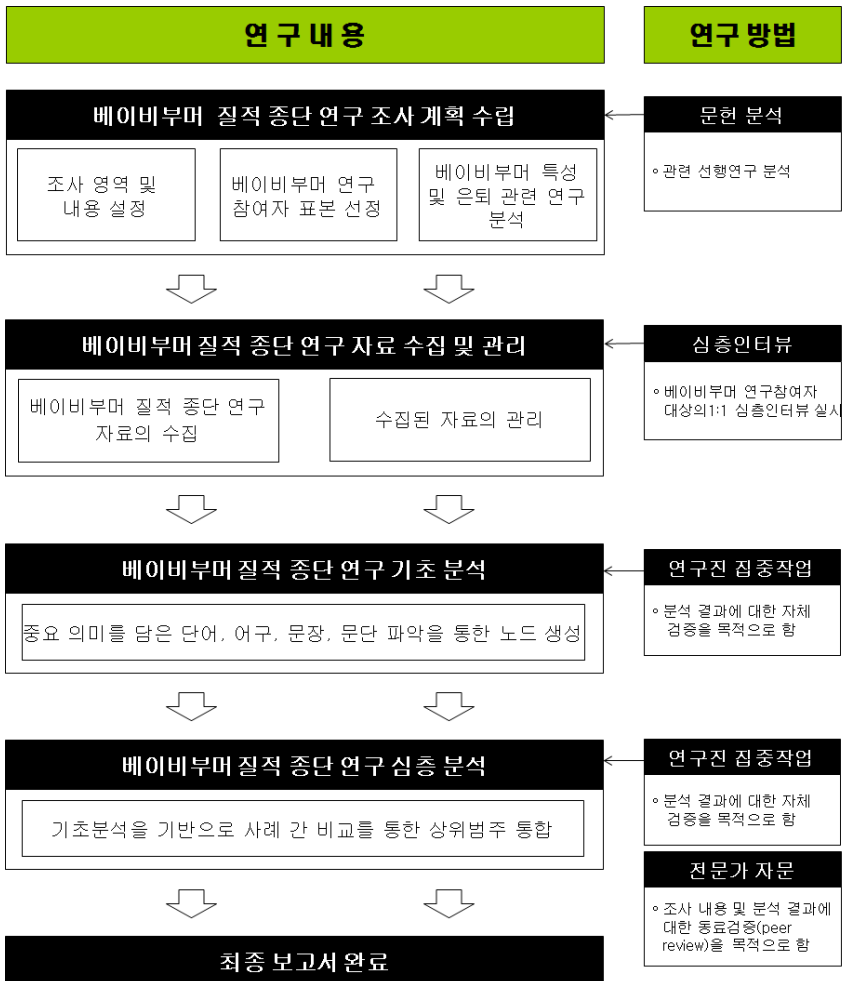 연구내용
연구 방법
베이비부머 질적 종단 연구 조사 계획 수립
조사 영역 및
내용 설정
베이비부머 연구
참여자 표본 선정
베이비부머 특성
및 은퇴 관련 연구
분석
문헌 분석
◦관련 선행연구 분석
베이비부머 질적 종단 연구 자료 수집 및 관리
베이비부머 질적 종단 연구
자료의 수집
수집된 자료의 관리
심층인터뷰
◦베이비부머 연구참여자
대상의1:1 심층인터뷰 실시
베이비부머 질적 종단 연구 기초 분석
중요 의미를 담은 단어, 어구, 문장, 문단 파악을 통한 노드 생성
연구진 집중작업
◦분석 결과에 대한 자체
검증을 목적으로 함
베이비부머 질적 종단 연구 심층 분석
기초분석을 기반으로 사례 간 비교를 통한 상위범주 통합
연구진 집중작업
◦분석 결과에 대한 자체
검증을 목적으로 함
전문가 자문
◦조사 내용 및 분석 결과에
대한 동료검증(peer
review)을 목적으로 함
최종 보고서 완료